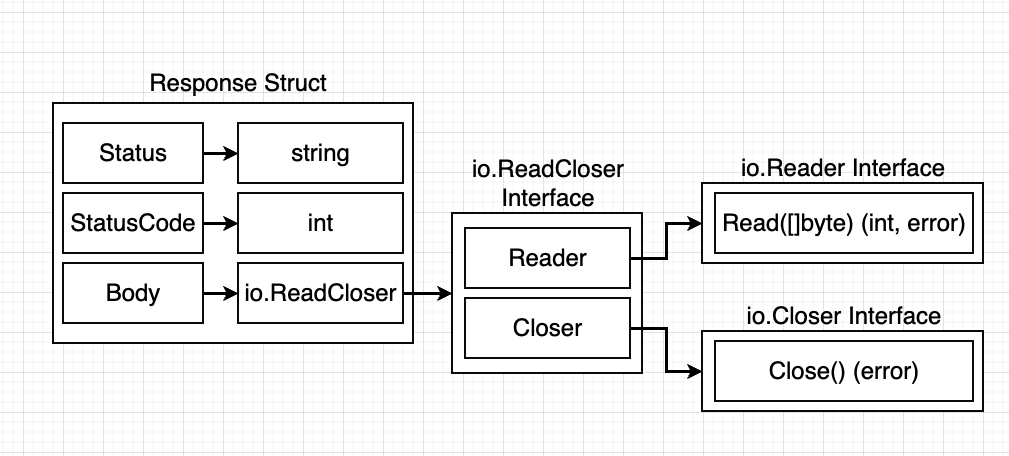 Response Struct
Status
string
StatusCode
int
Body
io.ReadCloser
io.ReadCloser
Interface
Reader
Closer
io.Reader Interface
Read([]byte) (int, error)
io.Closer Interface
Close() (error)